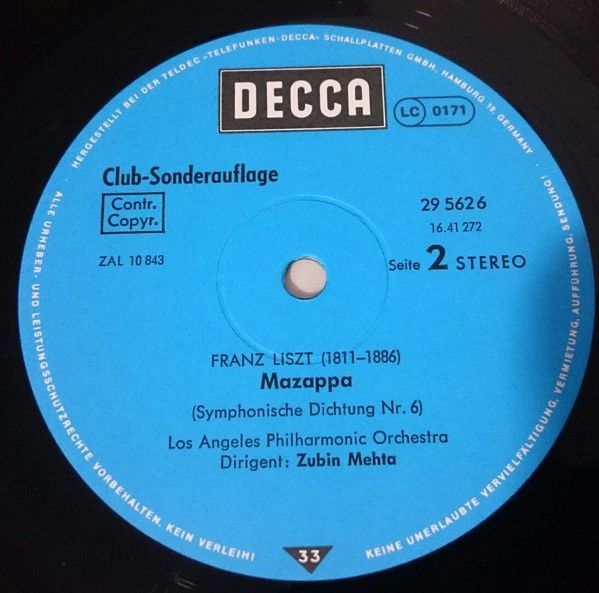 HERGESTELLT BEI DER TELDEC »TELEFUNKEN-DECCA« SCHALLPLATTEN GMBH, HAMBURG 19, GERMANY
DECCA
LC 0171
Club-Sonderauflage
Contr.
Copyr.
29 5626
16.41 272
ZAL 10 843
Seite 2 STEREO
FRANZ LISZT (1811–1886)
Mazappa
(Symphonische Dichtung Nr. 6)
Los Angeles Philharmonic Orchestra
Dirigent: Zubin Mehta
33
ALLE URHEBER- UND LEISTUNGSSCHUTZRECHTE VORBEHALTEN. KEIN VERLEIH!
KEINE UNERLAUBTE VERVIELFÄLTIGUNG, VERMIETUNG, AUFFÜHRUNG, SENDUNG!